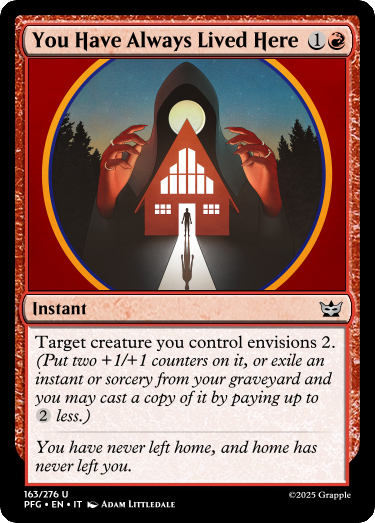 You Have Always Lived Here 1
Instant
Target creature you control envisions 2.
(Put two +1/+1 counters on it, or exile an
instant or sorcery from your graveyard and
you may cast a copy of it by paying up to
2 less.)
You have never left home, and home has
never left you.
163/276 U
PFG • EN • IT Adam Littledale
©2025 Grapple